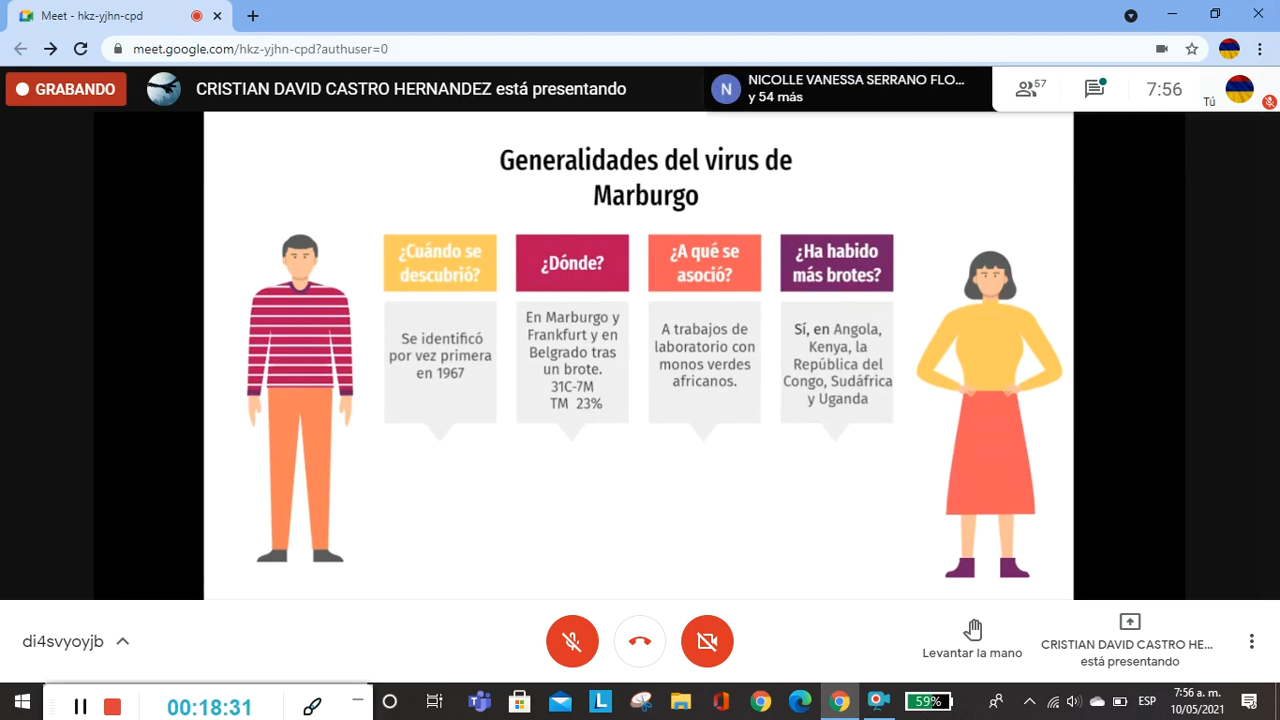 Meet - hkz-yjhn-cpd
meet.google.com/hkz-yjhn-cpd?authuser=0
GRABANDO
CRISTIAN DAVID CASTRO HERNANDEZ está presentando
N
NICOLLE VANESSA SERRANO FLO...
y 54 más
57
7:56
Tú
Generalidades del virus de
Marburgo
¿Cuándo se
descubrió?
Se identificó
por vez primera
en 1967
¿Dónde?
En Marburgo y
Frankfurt y en
Belgrado tras
un brote.
31C-7M
TM 23%
¿A qué se
asoció?
A trabajos de
laboratorio con
monos verdes
africanos.
¿Ha habido
más brotes?
Sí, en Angola,
Kenya, la
República del
Congo, Sudáfrica
y Uganda
di4svyoyjb
Levantar la mano
CRISTIAN DAVID CASTRO HE...
está presentando
00:18:31
L
59%
ESP
7:56 a. m.
10/05/2021